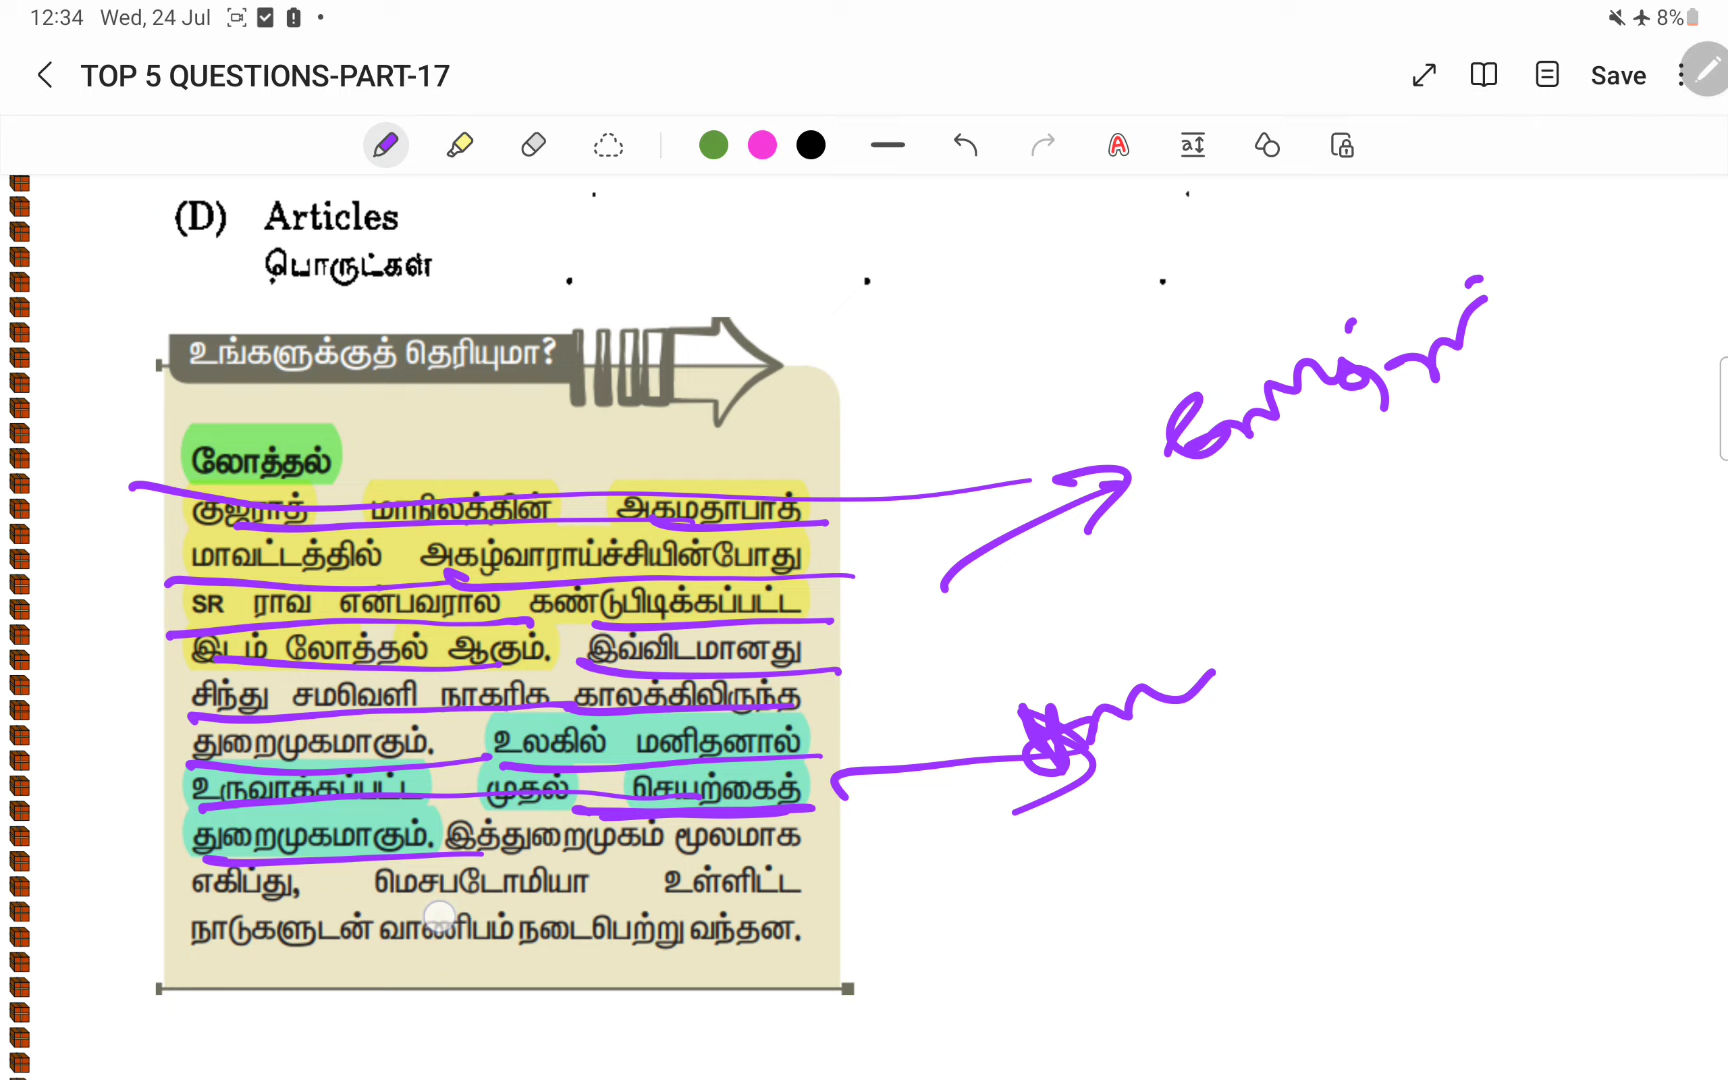 12:34 Wed, 24 Jul
8%
TOP 5 QUESTIONS-PART-17
Save
(D) Articles
பொருட்கள்
உங்களுக்குத் தெரியுமா?
லோத்தல்
குஜராத் மாநிலத்தின் அகமதாபாத்
மாவட்டத்தில் அகழ்வாராய்ச்சியின்போது
SR ராவ் என்பவரால் கண்டுபிடிக்கப்பட்ட
இடம் லோத்தல் ஆகும். இவ்விடமானது
சிந்து சமவெளி நாகரிக காலத்திலிருந்த
துறைமுகமாகும். உலகில் மனிதனால்
உருவாக்கப்பட்ட முதல் செயற்கைத்
துறைமுகமாகும். இத்துறைமுகம் மூலமாக
எகிப்து, மெசபடோமியா உள்ளிட்ட
நாடுகளுடன் வாணிபம் நடைபெற்று வந்தன.